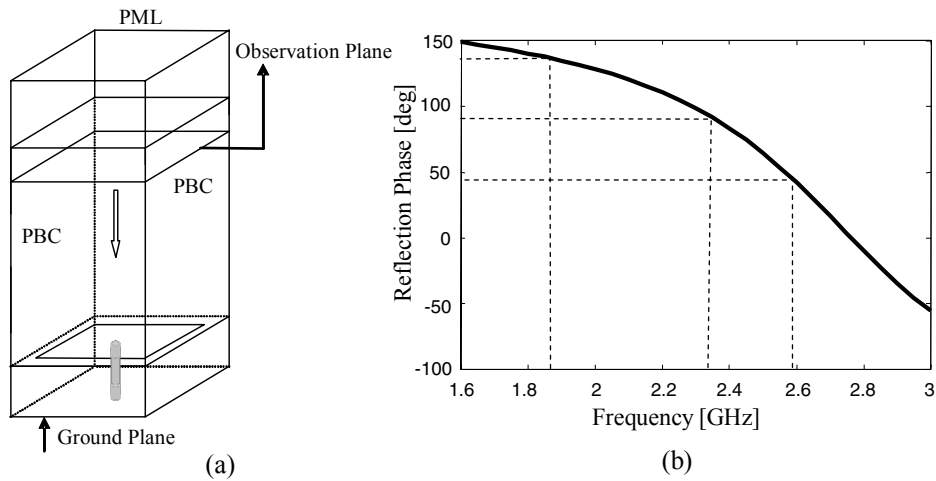 PML
Observation Plane
PBC
PBC
Ground Plane
(a)
150
100
50
0
-50
-100
1.6
1.8
2
2.2
2.4
2.6
2.8
3
Reflection Phase [deg]
Frequency [GHz]
(b)